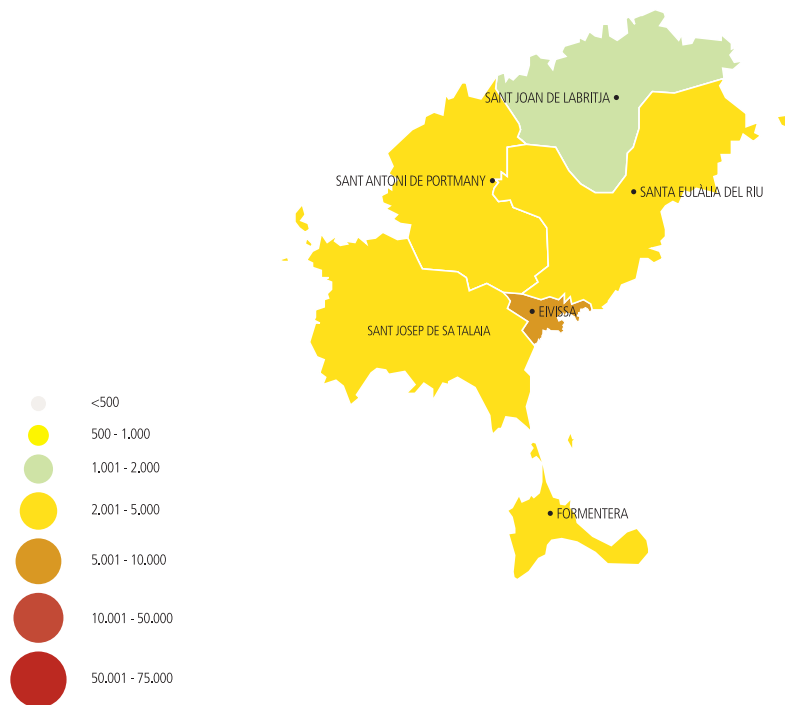 SANT JOAN DE LABRITJA
SANT ANTONI DE PORTMANY
SANTA EULÀLIA DEL RIU
EIVISSA
SANT JOSEP DE SA TALAIA
<500
500 - 1.000
1.001 - 2.000
2.001 - 5.000
FORMENTERA
5.001 - 10.000
10.001 - 50.000
50.001 - 75.000